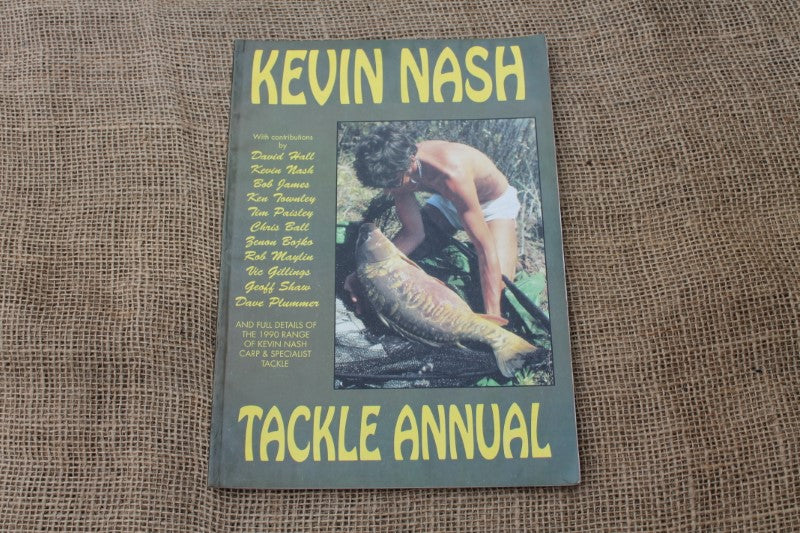 KEVIN NASH
With contributions
by
David Hall
Kevin Nash
Bob James
Ken Townley
Tim Paisley
Chris Ball
Zenon Bojko
Rob Maylin
Vic Gillings
Geoff Shaw
Dave Plummer
AND FULL DETAILS OF
THE 1990 RANGE
OF KEVIN NASH
CARP & SPECIALIST
TACKLE
TACKLE ANNUAL